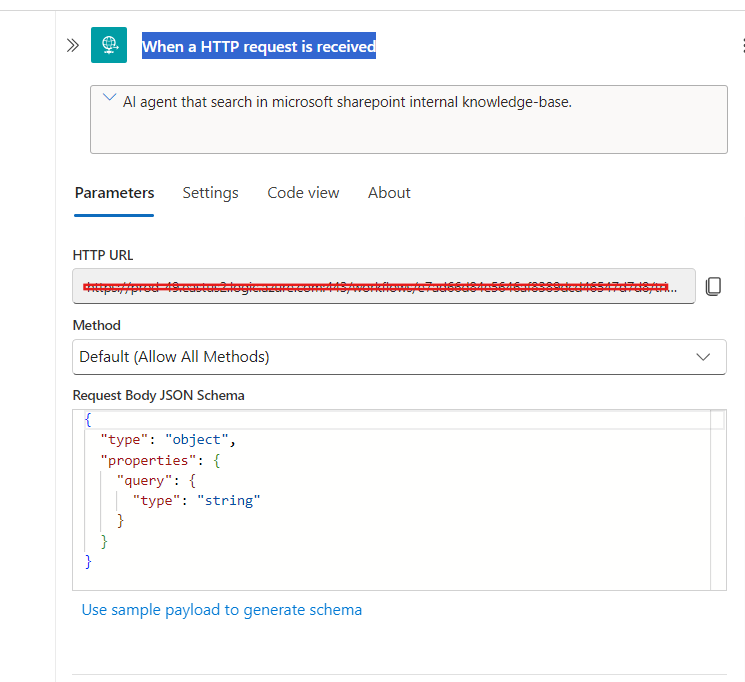 When a HTTP request is received
AI agent that search in microsoft sharepoint internal knowledge-base.
Parameters Settings Code view About
HTTP URL
Method
Default (Allow All Methods)
Request Body JSON Schema
{
"type": "object",
"properties": {
"query": {
"type": "string"
}
}
}
Use sample payload to generate schema